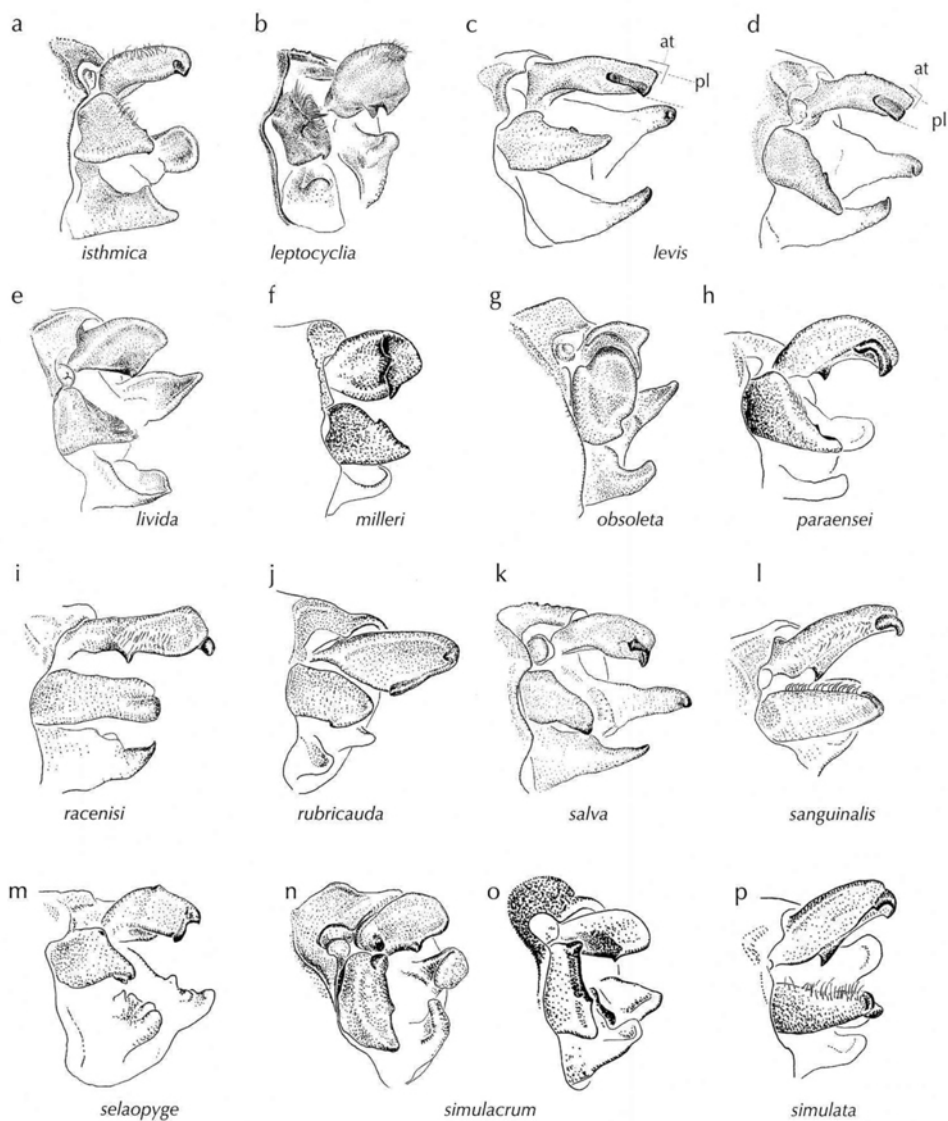 a
b
c
d
at
pl
at
pl
isthmica
leptocyclia
levis
e
f
g
h
livida
milleri
obsoleta
paraensei
i
j
k
l
racenisi
rubricauda
salva
sanguinalis
m
n
o
p
selaopyge
simulacrum
simulata